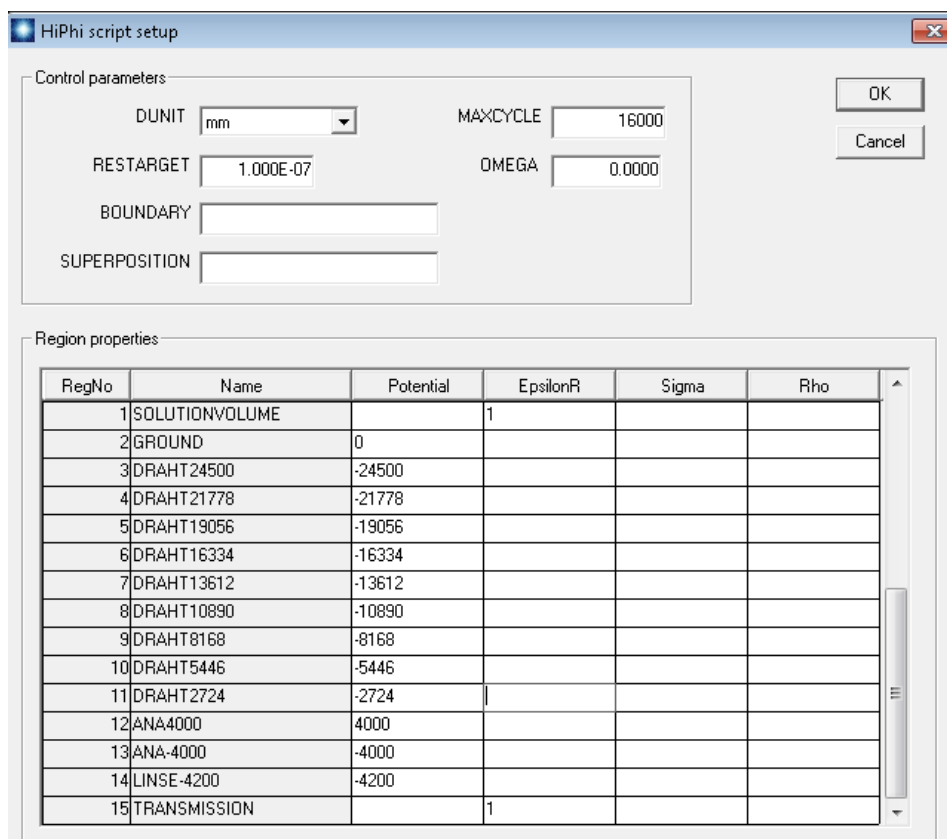 HiPhi script setup
Control parameters
DUNIT mm MAXCYCLE 16000 OK
RESTARGET 1.000E-07 OMEGA 0.0000 Cancel
BOUNDARY
SUPERPOSITION
Region properties
RegNo Name Potential EpsilonR Sigma Rho
1 SOLUTIONVOLUME 1
2 GROUND 0
3 DRAHT24500 -24500
4 DRAHT21778 -21778
5 DRAHT19056 -19056
6 DRAHT16334 -16334
7 DRAHT13612 -13612
8 DRAHT10890 -10890
9 DRAHT8168 -8168
10 DRAHT5446 -5446
11 DRAHT2724 -2724
12 ANA4000 4000
13 ANA-4000 -4000
14 LINSE-4200 -4200
15 TRANSMISSION 1